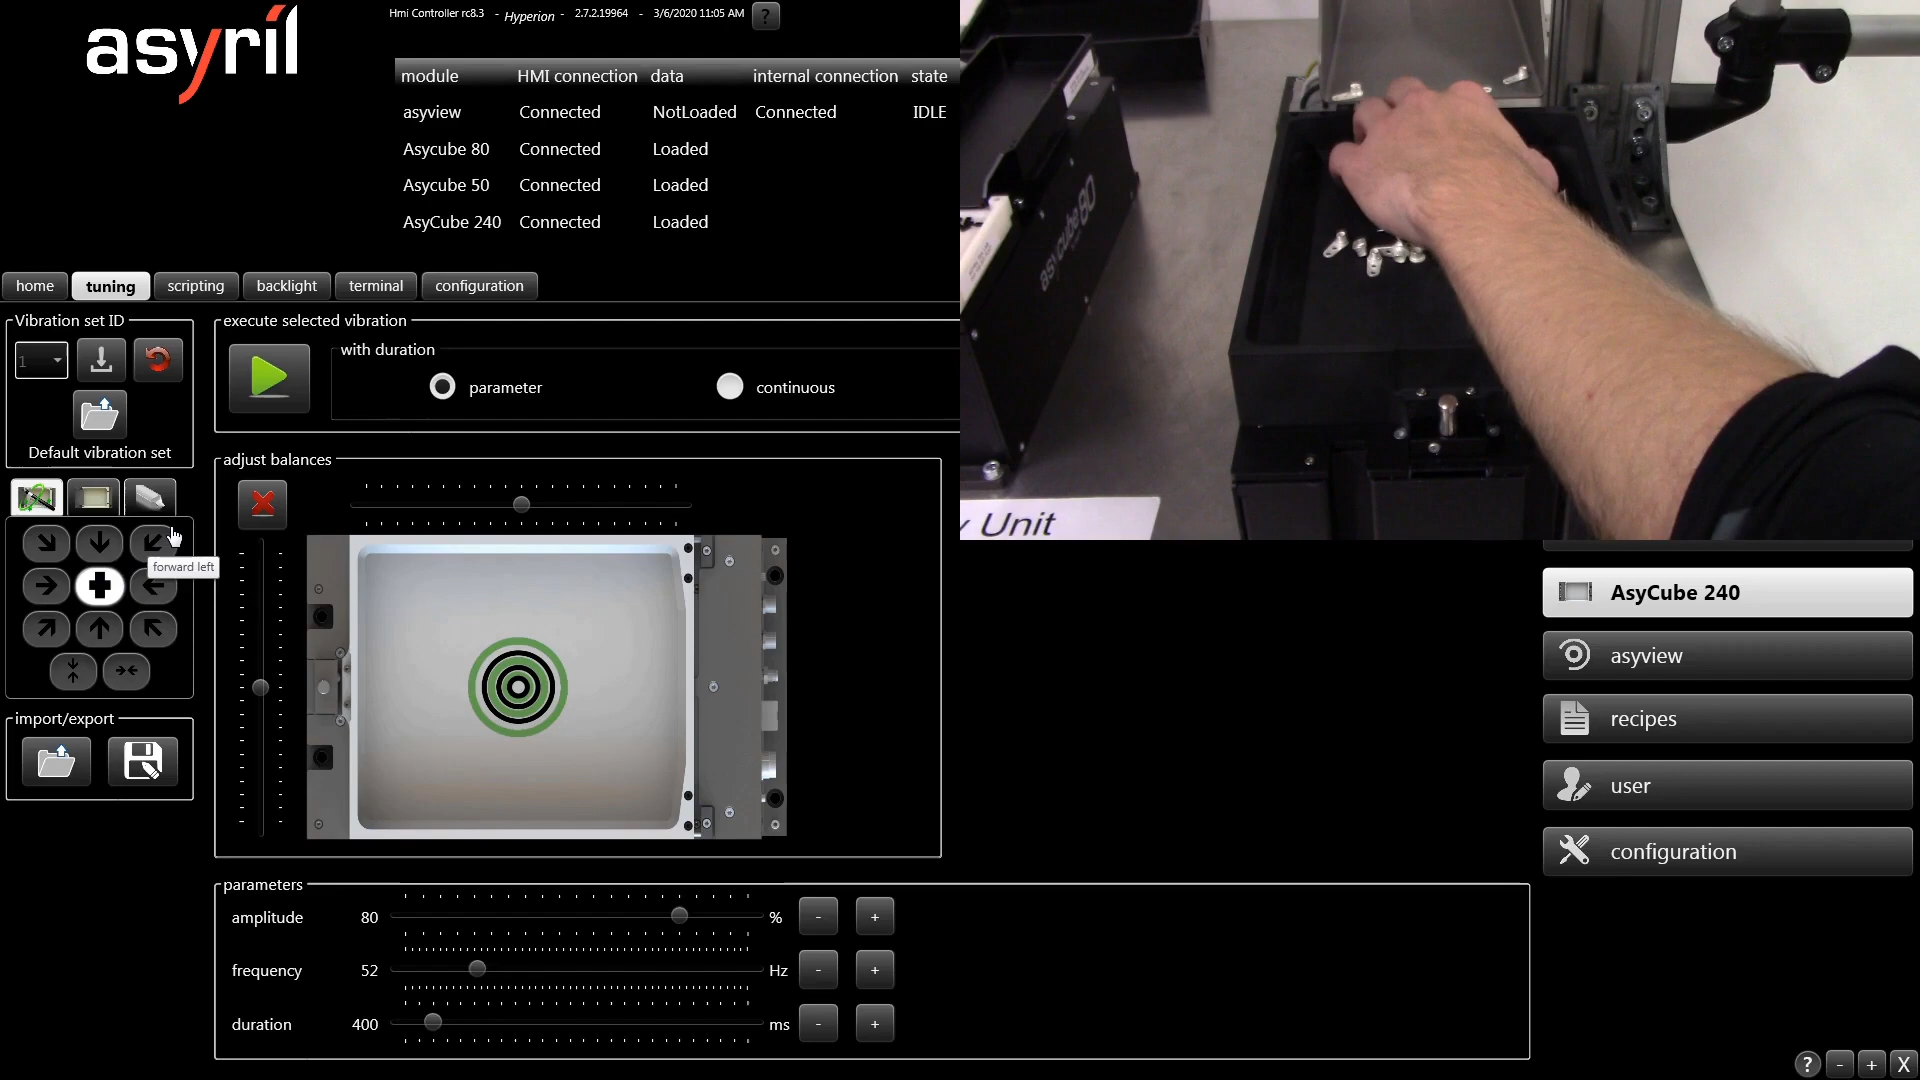 asyril
Hmi Controller rc8.3 - Hyperion - 2.7.2.19964 - 3/6/2020 11:05 AM ?
module HMI connection data internal connection state
asyview Connected NotLoaded Connected IDLE
Asycube 80 Connected Loaded
Asycube 50 Connected Loaded
AsyCube 240 Connected Loaded
home tuning scripting backlight terminal configuration
Vibration set ID
1
Default vibration set
execute selected vibration
with duration
parameter continuous
adjust balances
forward left
import/export
parameters
amplitude 80 % - +
frequency 52 Hz - +
duration 400 ms - +
asycube 80
Unit
AsyCube 240
asyview
recipes
user
configuration
? - + X